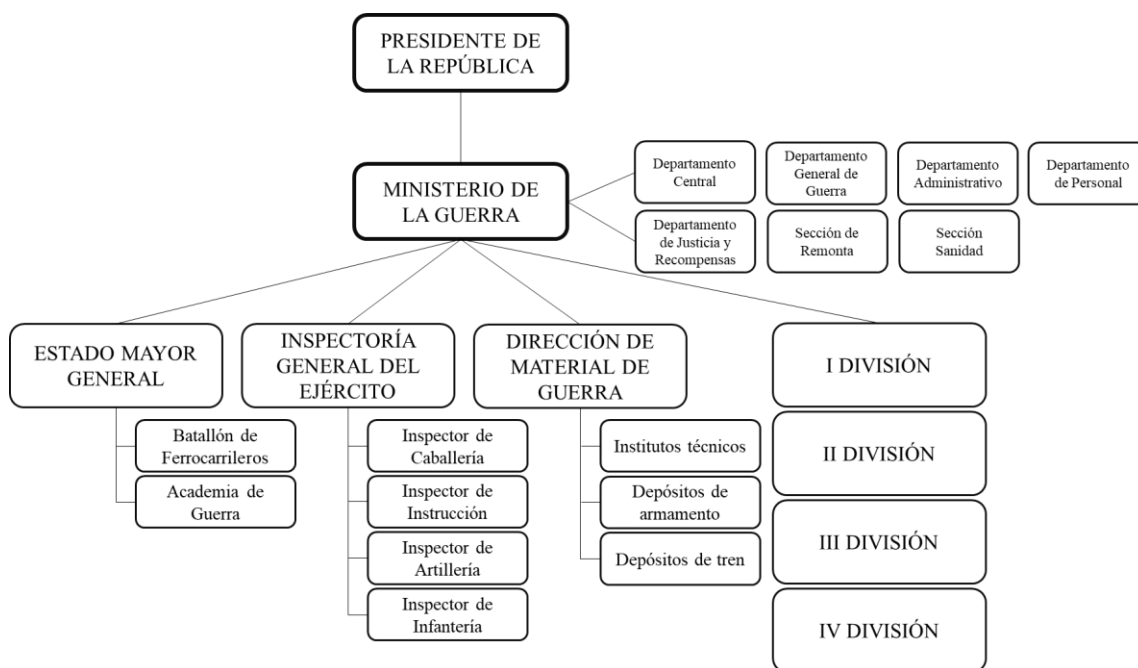 PRESIDENTE DE
LA REPÚBLICA
MINISTERIO DE
LA GUERRA
Departamento
Central
Departamento
General de
Guerra
Departamento
Administrativo
Departamento
de Personal
Departamento
de Justicia y
Recompensas
Sección de
Remonta
Sección
Sanidad
ESTADO MAYOR
GENERAL
Batallón de
Ferrocarrileros
Academia de
Guerra
INSPECTORÍA
GENERAL DEL
EJÉRCITO
Inspector de
Caballería
Inspector de
Instrucción
Inspector de
Artillería
Inspector de
Infantería
DIRECCIÓN DE
MATERIAL DE
GUERRA
Institutos técnicos
Depósitos de
armamento
Depósitos de tren
I DIVISIÓN
II DIVISIÓN
III DIVISIÓN
IV DIVISIÓN